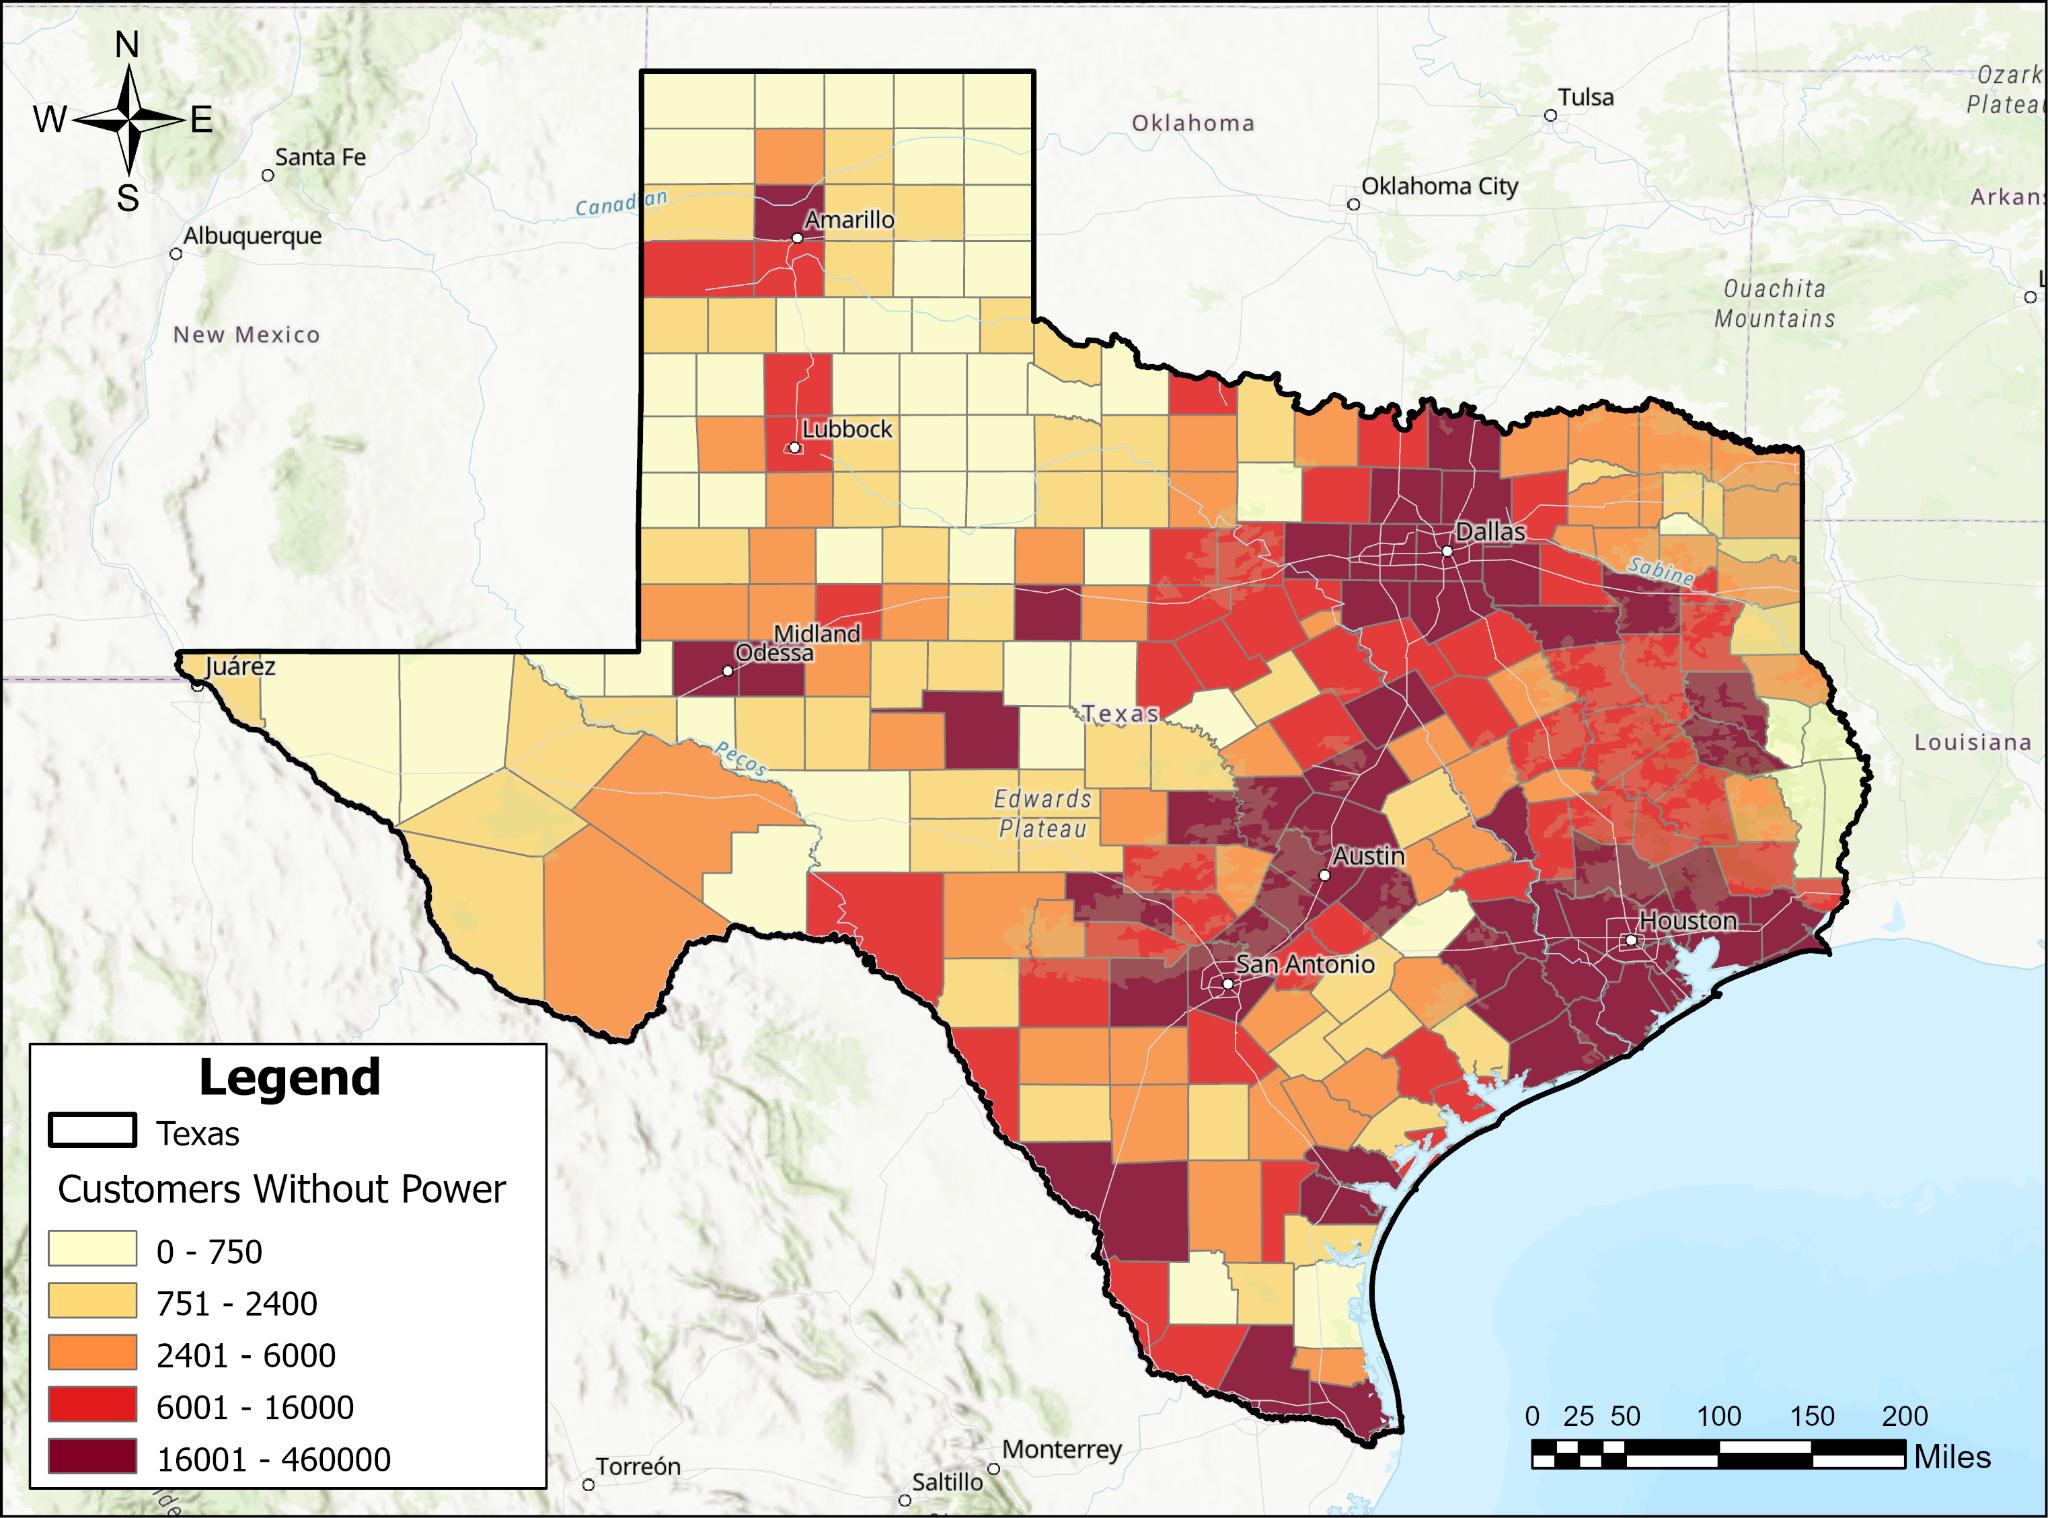 N
W
E
S
Santa Fe
Albuquerque
New Mexico
Canadian
Amarillo
Oklahoma
Tulsa
Oklahoma City
Ozark
Plateau
Arkans
Ouachita
Mountains
L
Lubbock
Dallas
Sabine
Midland
Odessa
Juárez
Texas
Pecos
Louisiana
Edwards
Plateau
Austin
Houston
San Antonio
Legend
Texas
Customers Without Power
0 - 750
751 - 2400
2401 - 6000
6001 - 16000
16001 - 460000
Torreón
Monterrey
Saltillo
0 25 50 100 150 200
Miles